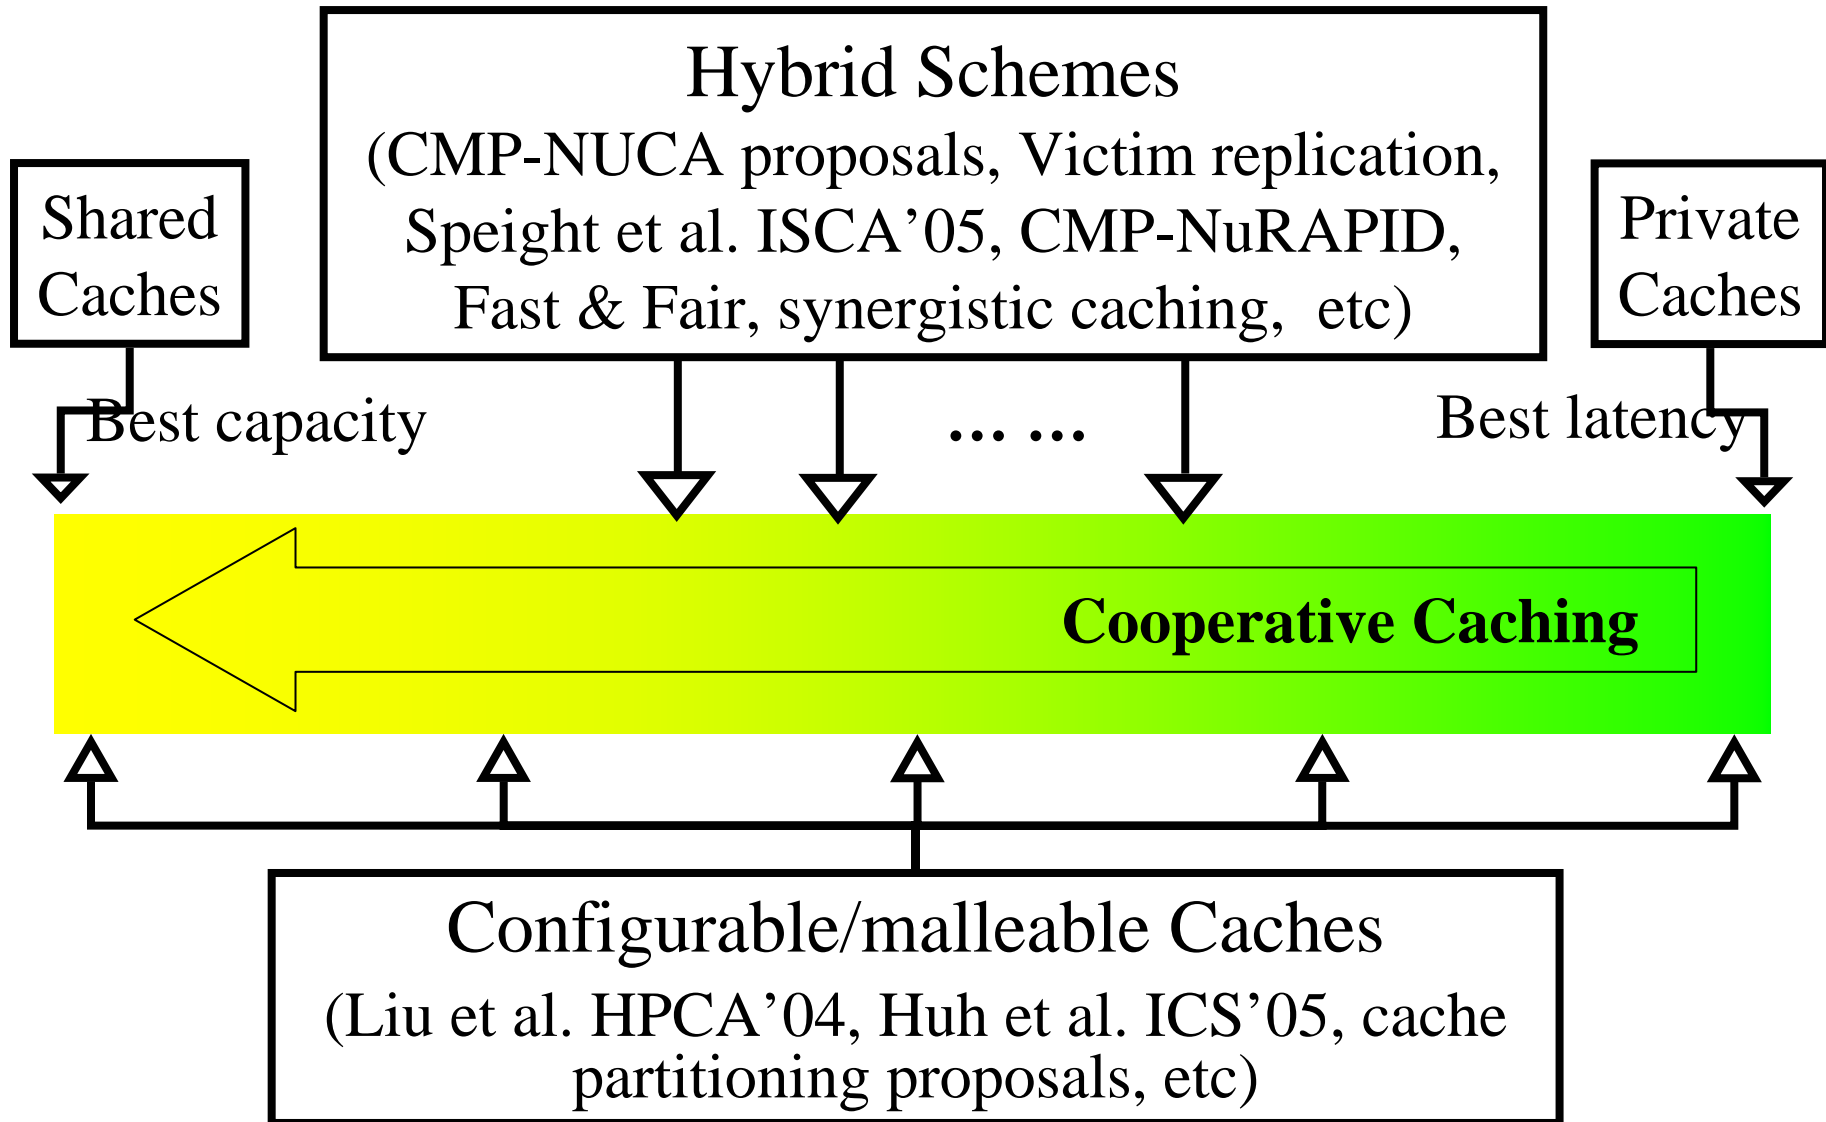 Hybrid Schemes
(CMP-NUCA proposals, Victim replication,
Speight et al. ISCA’05, CMP-NuRAPID,
Fast & Fair, synergistic caching, etc)
Shared
Caches
Private
Caches
Best capacity
... ...
Best latency
Cooperative Caching
Configurable/malleable Caches
(Liu et al. HPCA’04, Huh et al. ICS’05, cache
partitioning proposals, etc)